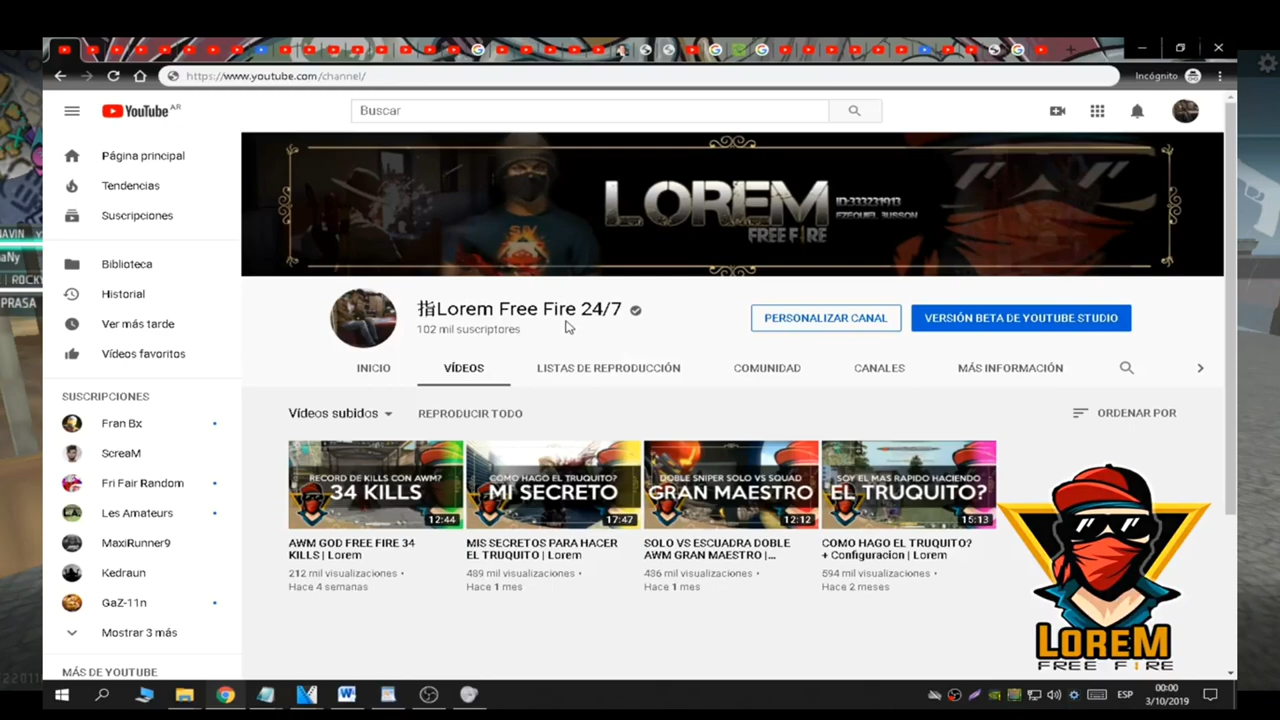 https://www.youtube.com/channel/
Incógnito
YouTube AR
Buscar
Página principal
Tendencias
Suscripciones
Biblioteca
Historial
Ver más tarde
Vídeos favoritos
SUSCRIPCIONES
Fran Bx
ScreaM
Fri Fair Random
Les Amateurs
MaxiRunner9
Kedraun
GaZ-11n
Mostrar 3 más
MÁS DE YOUTUBE
LOREM
FREE FIRE
ID:333231913
EZEQUIEL BUSSON
指Lorem Free Fire 24/7
102 mil suscriptores
PERSONALIZAR CANAL
VERSIÓN BETA DE YOUTUBE STUDIO
INICIO
VÍDEOS
LISTAS DE REPRODUCCIÓN
COMUNIDAD
CANALES
MÁS INFORMACIÓN
Vídeos subidos
REPRODUCIR TODO
ORDENAR POR
RECORD DE KILLS CON AWM?
34 KILLS
12:44
AWM GOD FREE FIRE 34
KILLS | Lorem
212 mil visualizaciones •
Hace 4 semanas
COMO HAGO EL TRUQUITO?
MI SECRETO
17:47
MIS SECRETOS PARA HACER
EL TRUQUITO | Lorem
489 mil visualizaciones •
Hace 1 mes
DOBLE SNIPER SOLO VS SQUAD
GRAN MAESTRO
12:12
SOLO VS ESCUADRA DOBLE
AWM GRAN MAESTRO |...
436 mil visualizaciones •
Hace 1 mes
SOY EL MAS RAPIDO HACIENDO
EL TRUQUITO?
15:13
COMO HAGO EL TRUQUITO?
+ Configuracion | Lorem
594 mil visualizaciones •
Hace 2 meses
LOREM
FREE FIRE
ESP
00:00
3/10/2019
PRASA